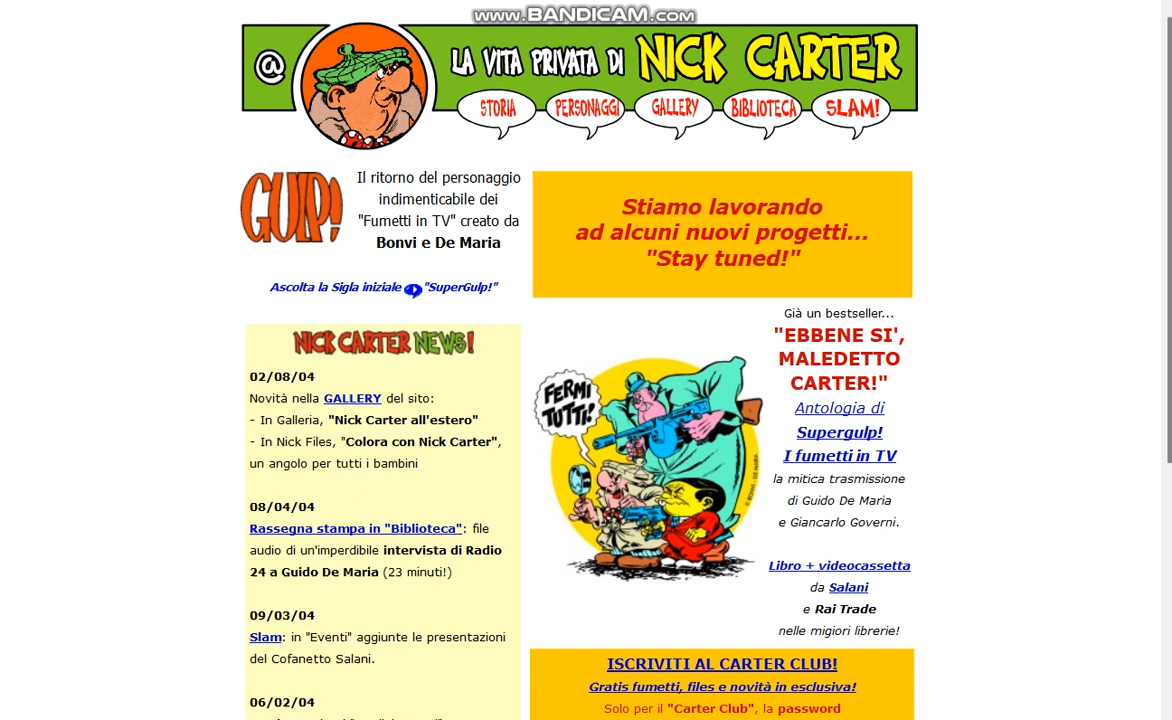 www.BANDICAM.com
@ LA VITA PRIVATA DI NICK CARTER
STORIA PERSONAGGI GALLERY BIBLIOTECA SLAM!
GULP!
Il ritorno del personaggio
indimenticabile dei
"Fumetti in TV" creato da
Bonvi e De Maria
Ascolta la Sigla iniziale "SuperGulp!"
Stiamo lavorando
ad alcuni nuovi progetti...
"Stay tuned!"
NICK CARTER NEWS!
02/08/04
Novità nella GALLERY del sito:
- In Galleria, "Nick Carter all'estero"
- In Nick Files, "Colora con Nick Carter",
un angolo per tutti i bambini
08/04/04
Rassegna stampa in "Biblioteca": file
audio di un'imperdibile intervista di Radio
24 a Guido De Maria (23 minuti!)
09/03/04
Slam: in "Eventi" aggiunte le presentazioni
del Cofanetto Salani.
06/02/04
FERMI
TUTTI!
© BONVI - DE MARIA
Già un bestseller...
"EBBENE SI',
MALEDETTO
CARTER!"
Antologia di
Supergulp!
I fumetti in TV
la mitica trasmissione
di Guido De Maria
e Giancarlo Governi.
Libro + videocassetta
da Salani
e Rai Trade
nelle migiori librerie!
ISCRIVITI AL CARTER CLUB!
Gratis fumetti, files e novità in esclusiva!
Solo per il "Carter Club", la password